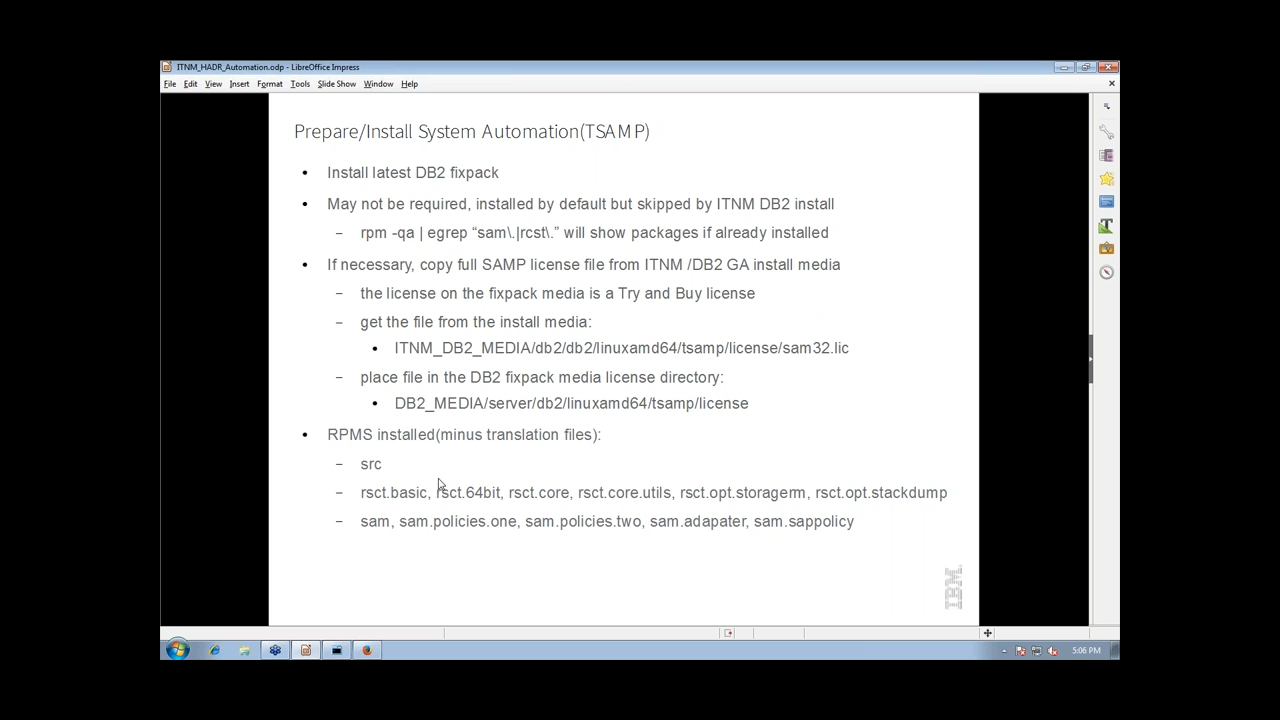 ITNM_HADR_Automation.odp - LibreOffice Impress
File Edit View Insert Format Tools Slide Show Window Help
Prepare/Install System Automation(TSAMP)
• Install latest DB2 fixpack
• May not be required, installed by default but skipped by ITNM DB2 install
– rpm -qa | egrep “sam\.|rcst\.” will show packages if already installed
• If necessary, copy full SAMP license file from ITNM /DB2 GA install media
– the license on the fixpack media is a Try and Buy license
– get the file from the install media:
• ITNM_DB2_MEDIA/db2/db2/linuxamd64/tsamp/license/sam32.lic
– place file in the DB2 fixpack media license directory:
• DB2_MEDIA/server/db2/linuxamd64/tsamp/license
• RPMS installed(minus translation files):
– src
– rsct.basic, rsct.64bit, rsct.core, rsct.core.utils, rsct.opt.storagerm, rsct.opt.stackdump
– sam, sam.policies.one, sam.policies.two, sam.adapater, sam.sappolicy
IBM
5:06 PM